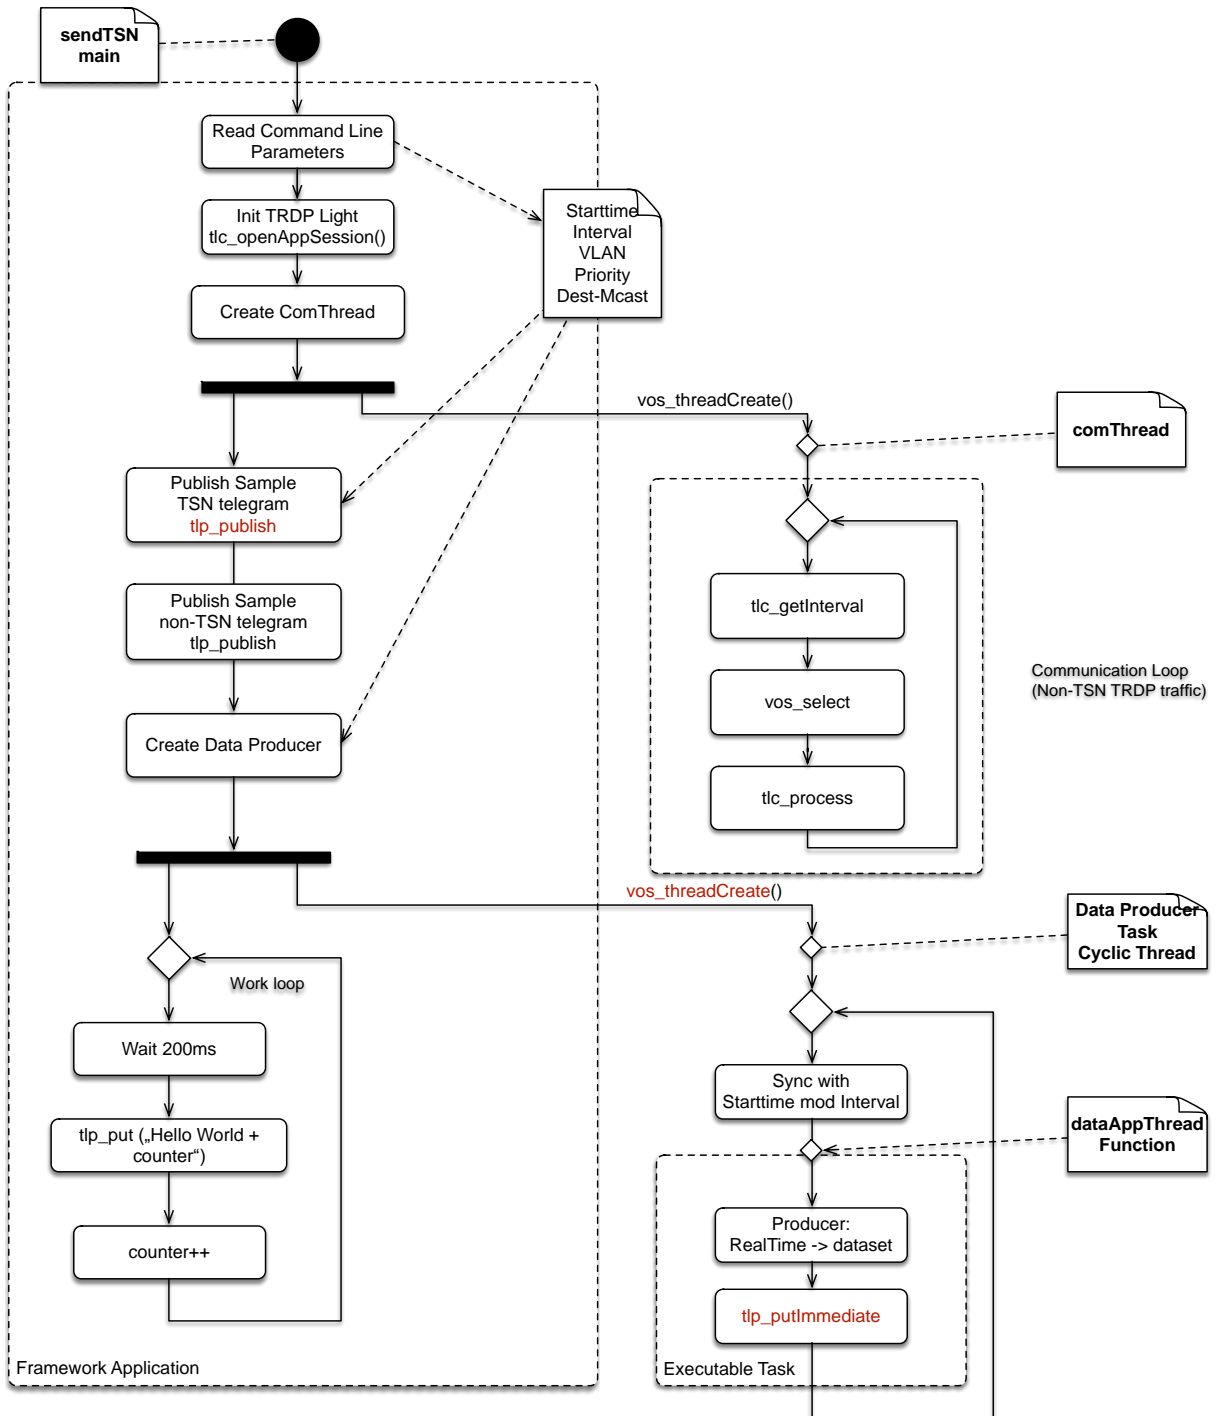 sendTSN
main
Read Command Line
Parameters
Init TRDP Light
tlc_openAppSession()
Create ComThread
Starttime
Interval
VLAN
Priority
Dest-Mcast
vos_threadCreate()
comThread
Publish Sample
TSN telegram
tlp_publish
Publish Sample
non-TSN telegram
tlp_publish
Create Data Producer
tlc_getInterval
vos_select
tlc_process
Communication Loop
(Non-TSN TRDP traffic)
vos_threadCreate()
Data Producer
Task
Cyclic Thread
Work loop
Wait 200ms
tlp_put („Hello World +
counter“)
counter++
Sync with
Starttime mod Interval
dataAppThread
Function
Producer:
RealTime -> dataset
tlp_putImmediate
Framework Application
Executable Task